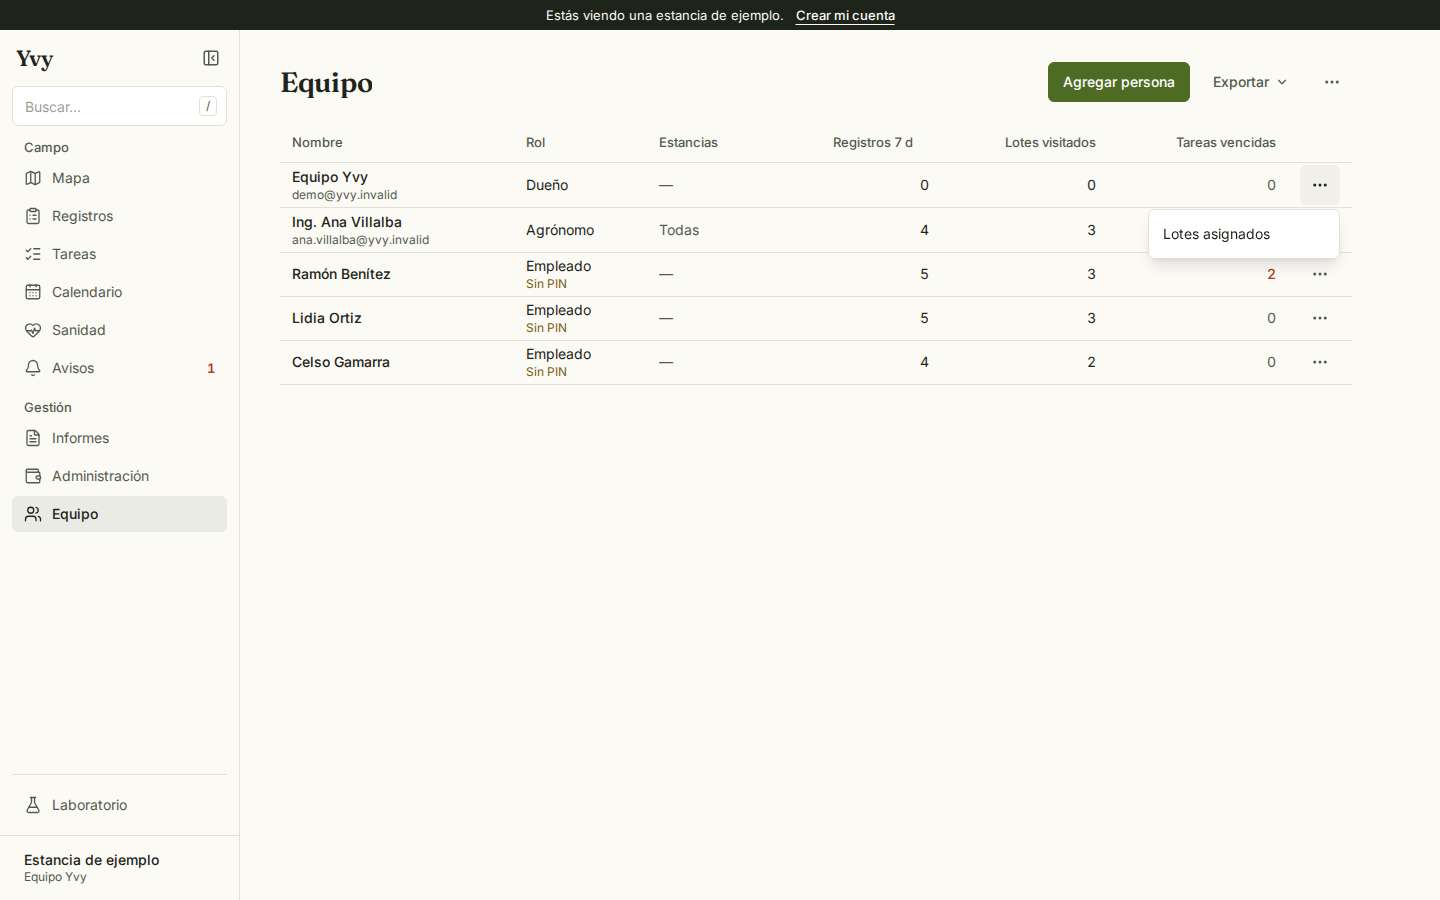 Estás viendo una estancia de ejemplo. Crear mi cuenta
Yvy
Buscar... /
Campo
Mapa
Registros
Tareas
Calendario
Sanidad
Avisos 1
Gestión
Informes
Administración
Equipo
Laboratorio
Estancia de ejemplo
Equipo Yvy
Equipo
Agregar persona Exportar
Nombre Rol Estancias Registros 7 d Lotes visitados Tareas vencidas
Equipo Yvy
demo@yvy.invalid
Dueño — 0 0 0
Ing. Ana Villalba
ana.villalba@yvy.invalid
Agrónomo Todas 4 3
Lotes asignados
Ramón Benítez Empleado — 5 3 2
Sin PIN
Lidia Ortiz Empleado — 5 3 0
Sin PIN
Celso Gamarra Empleado — 4 2 0
Sin PIN